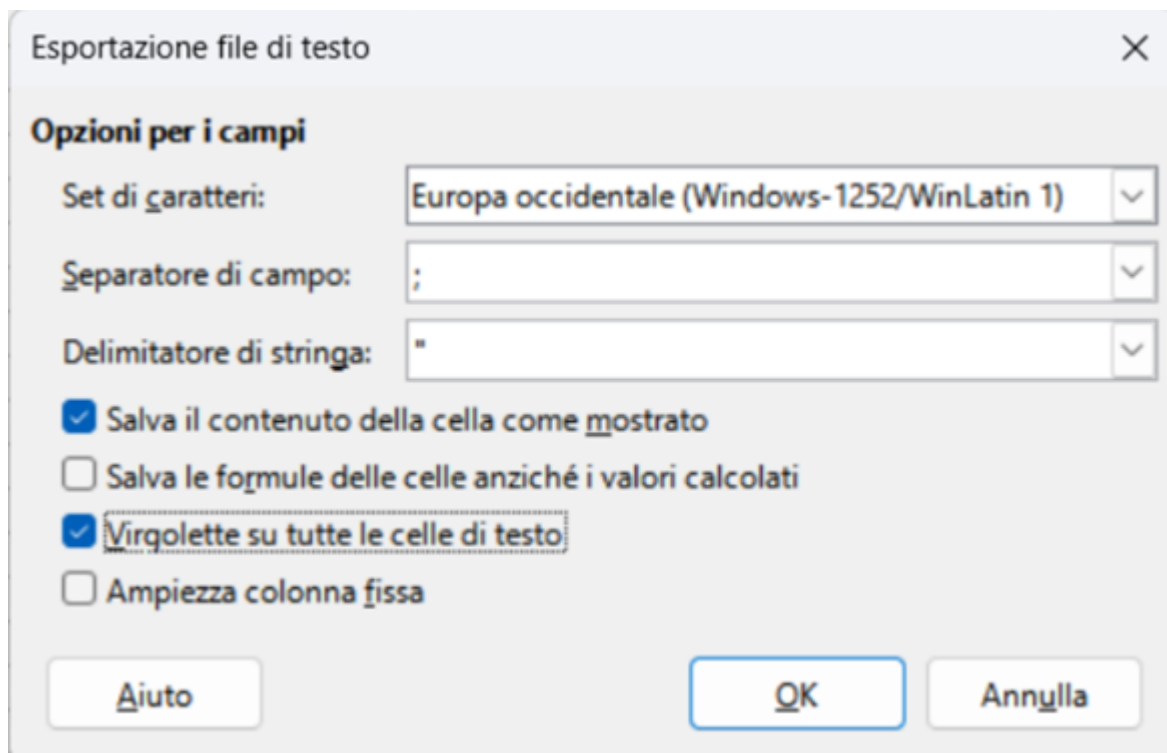 Esportazione file di testo
Opzioni per i campi
Set di caratteri: Europa occidentale (Windows-1252/WinLatin 1)
Separatore di campo: ;
Delimitatore di stringa: "
Salva il contenuto della cella come mostrato
Salva le formule delle celle anziché i valori calcolati
Virgolette su tutte le celle di testo
Ampiezza colonna fissa
Aiuto OK Annulla